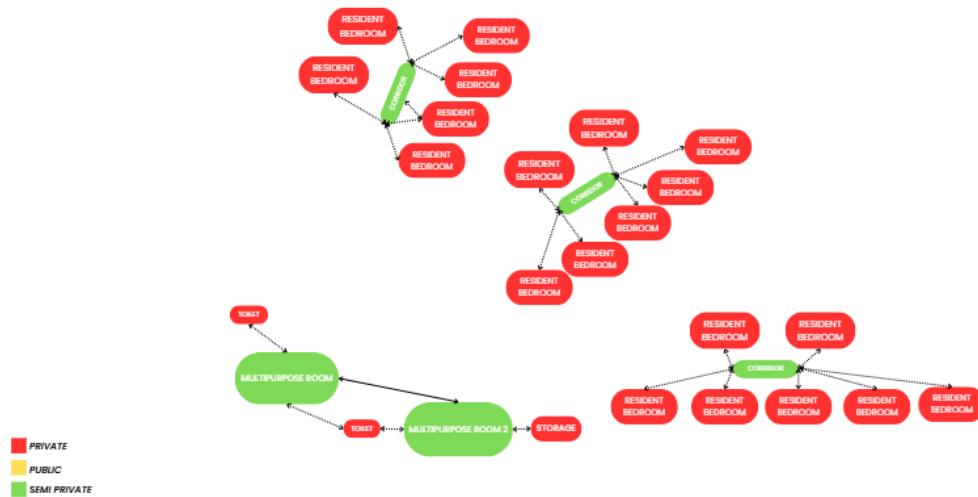 RESIDENT
BEDROOM
RESIDENT
BEDROOM
RESIDENT
BEDROOM
RESIDENT
BEDROOM
CORRIDOR
RESIDENT
BEDROOM
RESIDENT
BEDROOM
RESIDENT
BEDROOM
RESIDENT
BEDROOM
RESIDENT
BEDROOM
RESIDENT
BEDROOM
CORRIDOR
RESIDENT
BEDROOM
RESIDENT
BEDROOM
RESIDENT
BEDROOM
TOILET
MULTIPURPOSE ROOM
TOILET
MULTIPURPOSE ROOM 2
STORAGE
RESIDENT
BEDROOM
RESIDENT
BEDROOM
CORRIDOR
RESIDENT
BEDROOM
RESIDENT
BEDROOM
RESIDENT
BEDROOM
RESIDENT
BEDROOM
RESIDENT
BEDROOM
PRIVATE
PUBLIC
SEMI PRIVATE